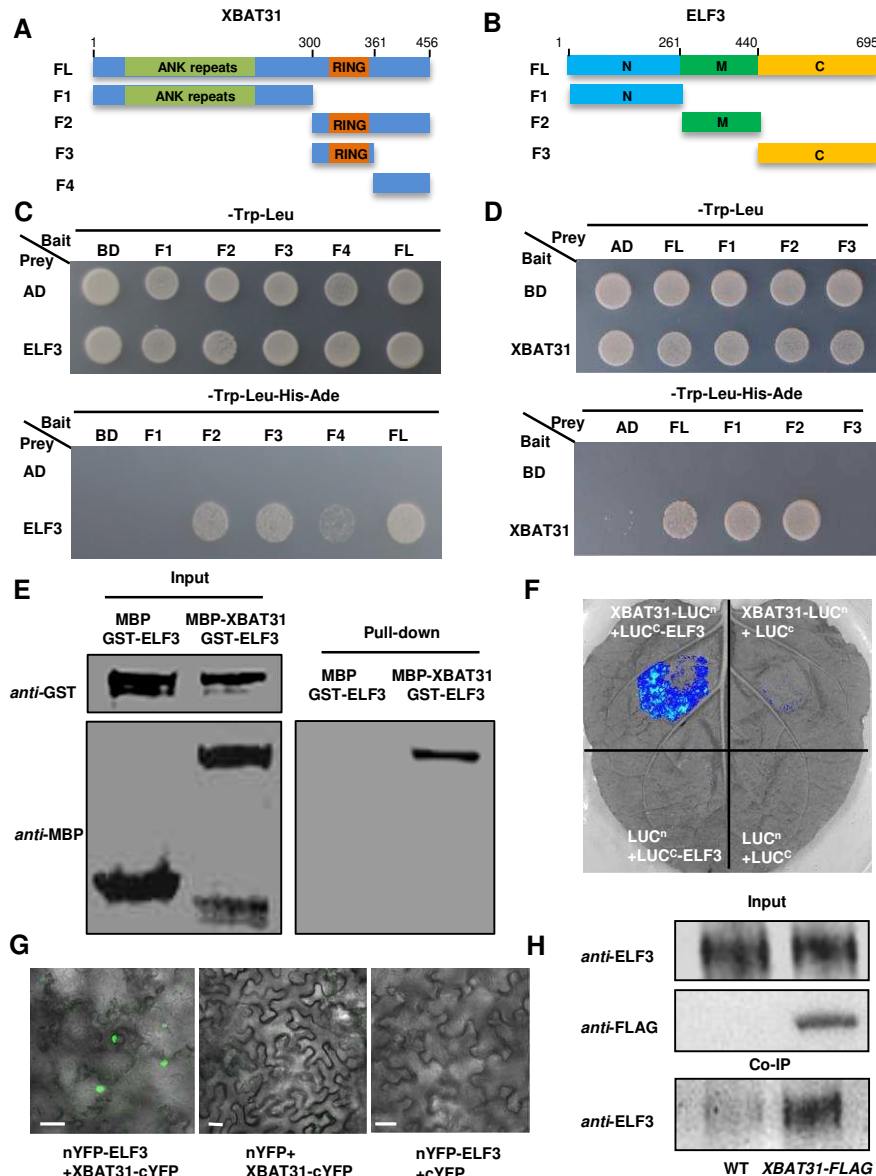 A
XBAT31
1 300 361 456
FL ANK repeats RING
F1 ANK repeats
F2 RING
F3 RING
F4
B
ELF3
1 261 440 695
FL N M C
F1 N
F2 M
F3 C
C
-Trp-Leu
Bait
Prey
BD F1 F2 F3 F4 FL
AD
ELF3
-Trp-Leu-His-Ade
Bait
Prey
BD F1 F2 F3 F4 FL
AD
ELF3
D
-Trp-Leu
Prey
Bait
AD FL F1 F2 F3
BD
XBAT31
-Trp-Leu-His-Ade
Prey
Bait
AD FL F1 F2 F3
BD
XBAT31
E
Input
MBP MBP-XBAT31
GST-ELF3 GST-ELF3
Pull-down
MBP MBP-XBAT31
GST-ELF3 GST-ELF3
anti-GST
anti-MBP
F
XBAT31-LUCⁿ XBAT31-LUCⁿ
+LUCᶜ-ELF3 + LUCᶜ
LUCⁿ LUCⁿ
+LUCᶜ-ELF3 +LUCᶜ
G
nYFP-ELF3 nYFP+ nYFP-ELF3
+XBAT31-cYFP XBAT31-cYFP +cYFP
H
Input
anti-ELF3
anti-FLAG
Co-IP
anti-ELF3
WT XBAT31-FLAG